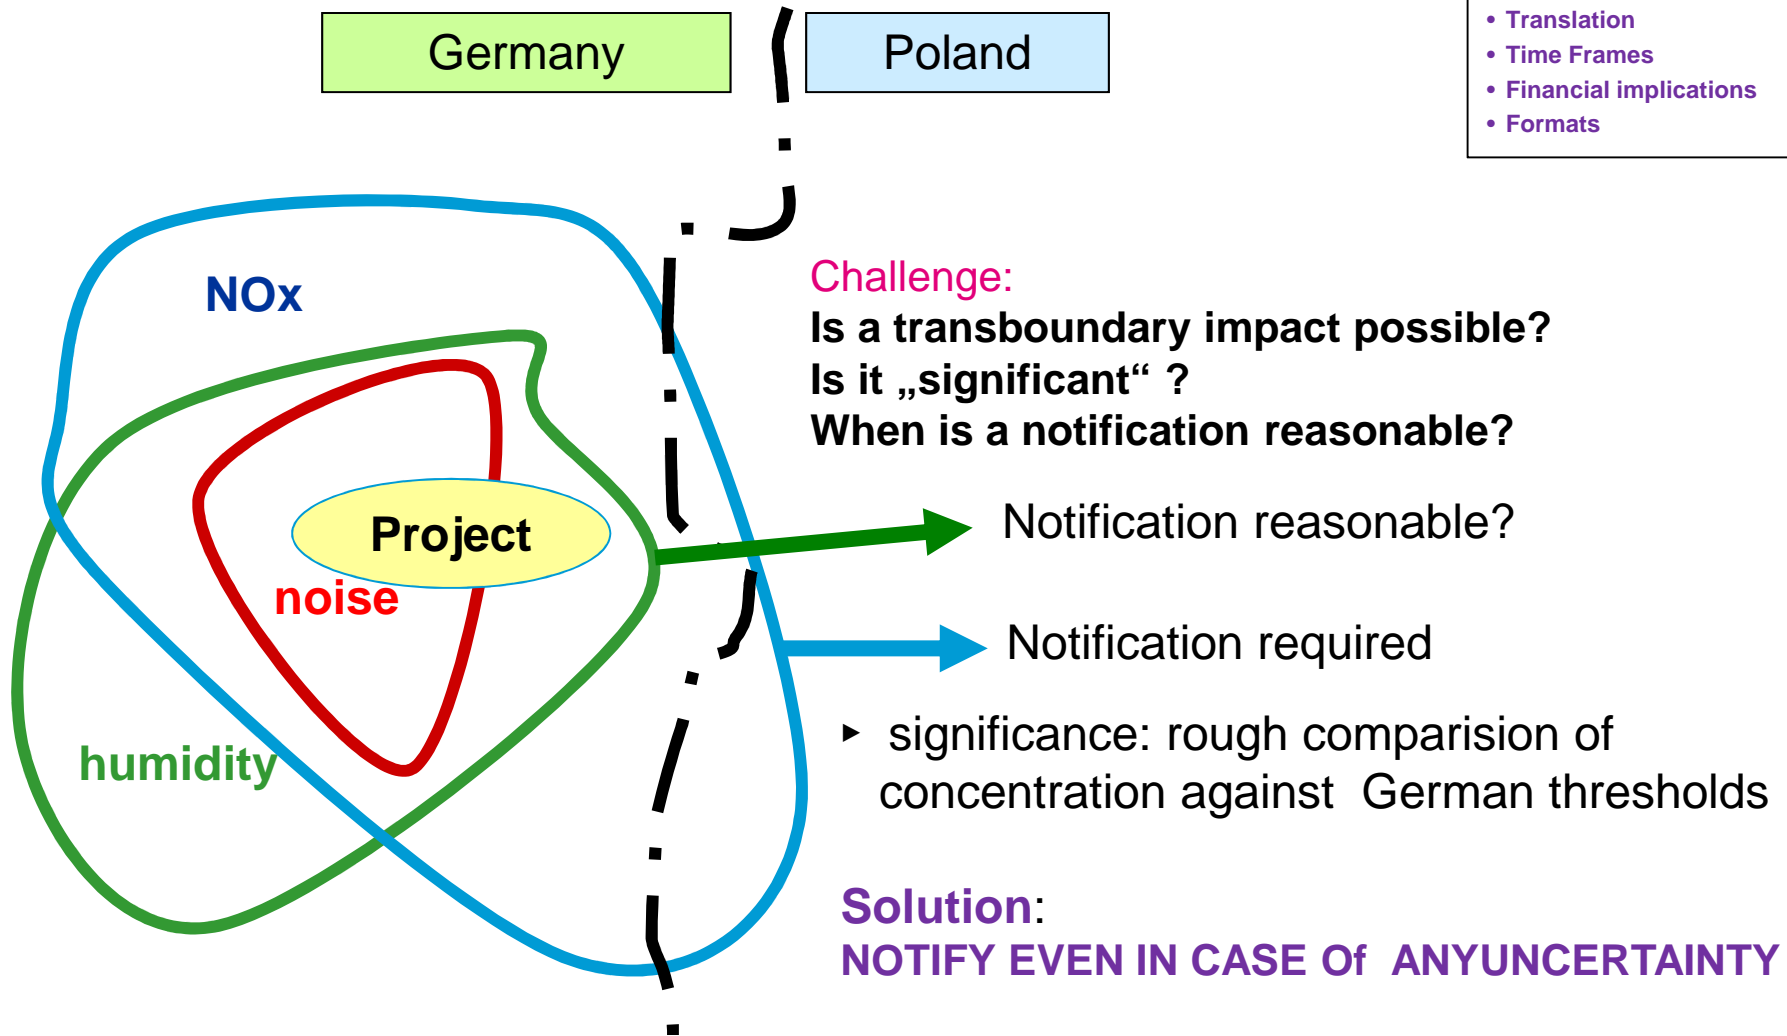 Germany
Poland
• Translation
• Time Frames
• Financial implications
• Formats
NOx
Challenge:
Is a transboundary impact possible?
Is it „significant“ ?
When is a notification reasonable?
Notification reasonable?
Project
noise
Notification required
► significance: rough comparision of
concentration against German thresholds
humidity
Solution:
NOTIFY EVEN IN CASE Of ANYUNCERTAINTY